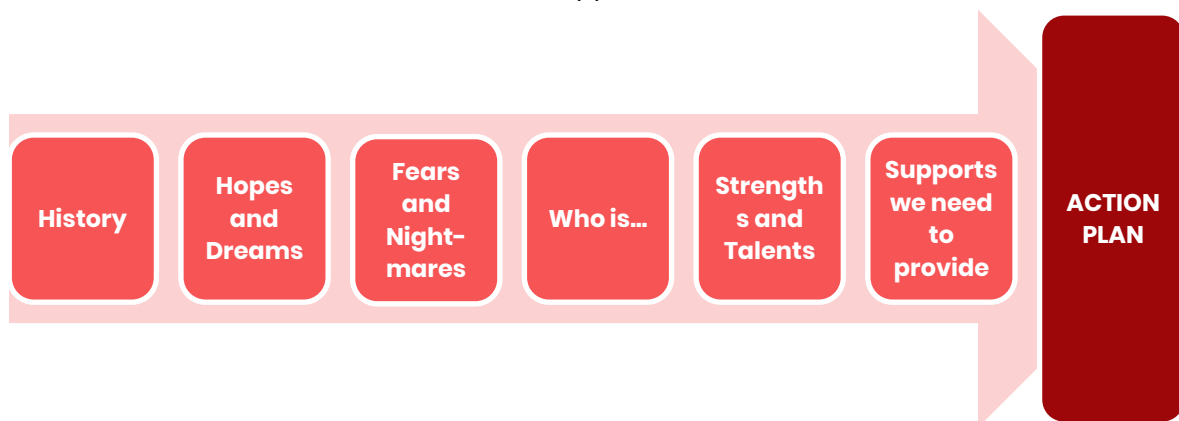 History
Hopes
and
Dreams
Fears
and
Night-
mares
Who is...
Strength
s and
Talents
Supports
we need
to
provide
ACTION
PLAN